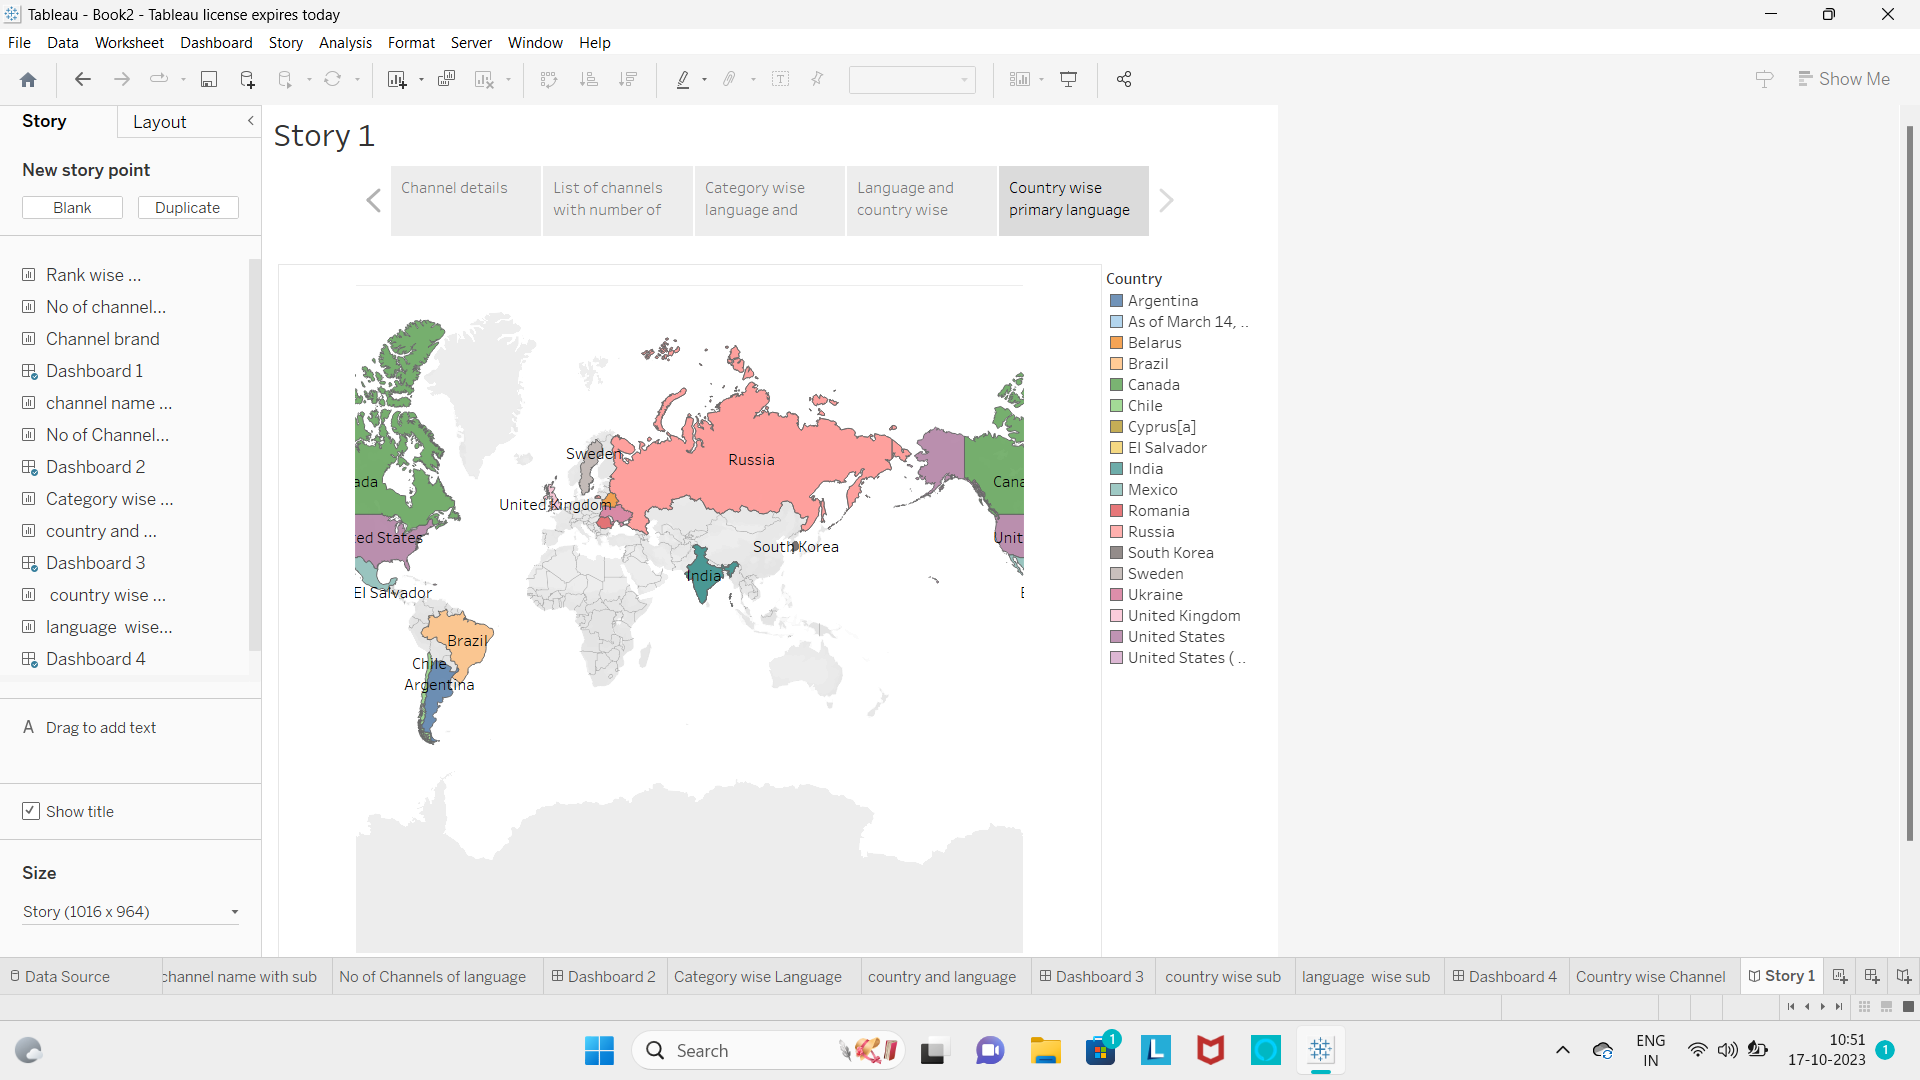 Tableau - Book2 - Tableau license expires today
File Data Worksheet Dashboard Story Analysis Format Server Window Help
Show Me
Story Layout
New story point
Blank Duplicate
Rank wise ...
No of channel...
Channel brand
Dashboard 1
channel name ...
No of Channel...
Dashboard 2
Category wise ...
country and ...
Dashboard 3
country wise ...
language wise...
Dashboard 4
A Drag to add text
Show title
Size
Story (1016 x 964)
Story 1
Channel details
List of channels
with number of
Category wise
language and
Language and
country wise
Country wise
primary language
Sweden
Russia
United Kingdom
South Korea
India
ada
ed States
El Salvador
Brazil
Chile
Argentina
Cana
Unit
E
Country
Argentina
As of March 14, ..
Belarus
Brazil
Canada
Chile
Cyprus[a]
El Salvador
India
Mexico
Romania
Russia
South Korea
Sweden
Ukraine
United Kingdom
United States
United States ( ..
Data Source channel name with sub No of Channels of language Dashboard 2 Category wise Language country and language Dashboard 3 country wise sub language wise sub Dashboard 4 Country wise Channel Story 1
Search
1
L
ENG
IN
10:51
17-10-2023
1